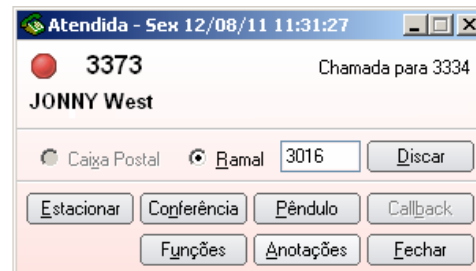 Atendida - Sex 12/08/11 11:31:27
3373 Chamada para 3334
JONNY West
Caixa Postal Ramal 3016 Discar
Estacionar Conferência Pêndulo Callback
Funções Anotações Fechar